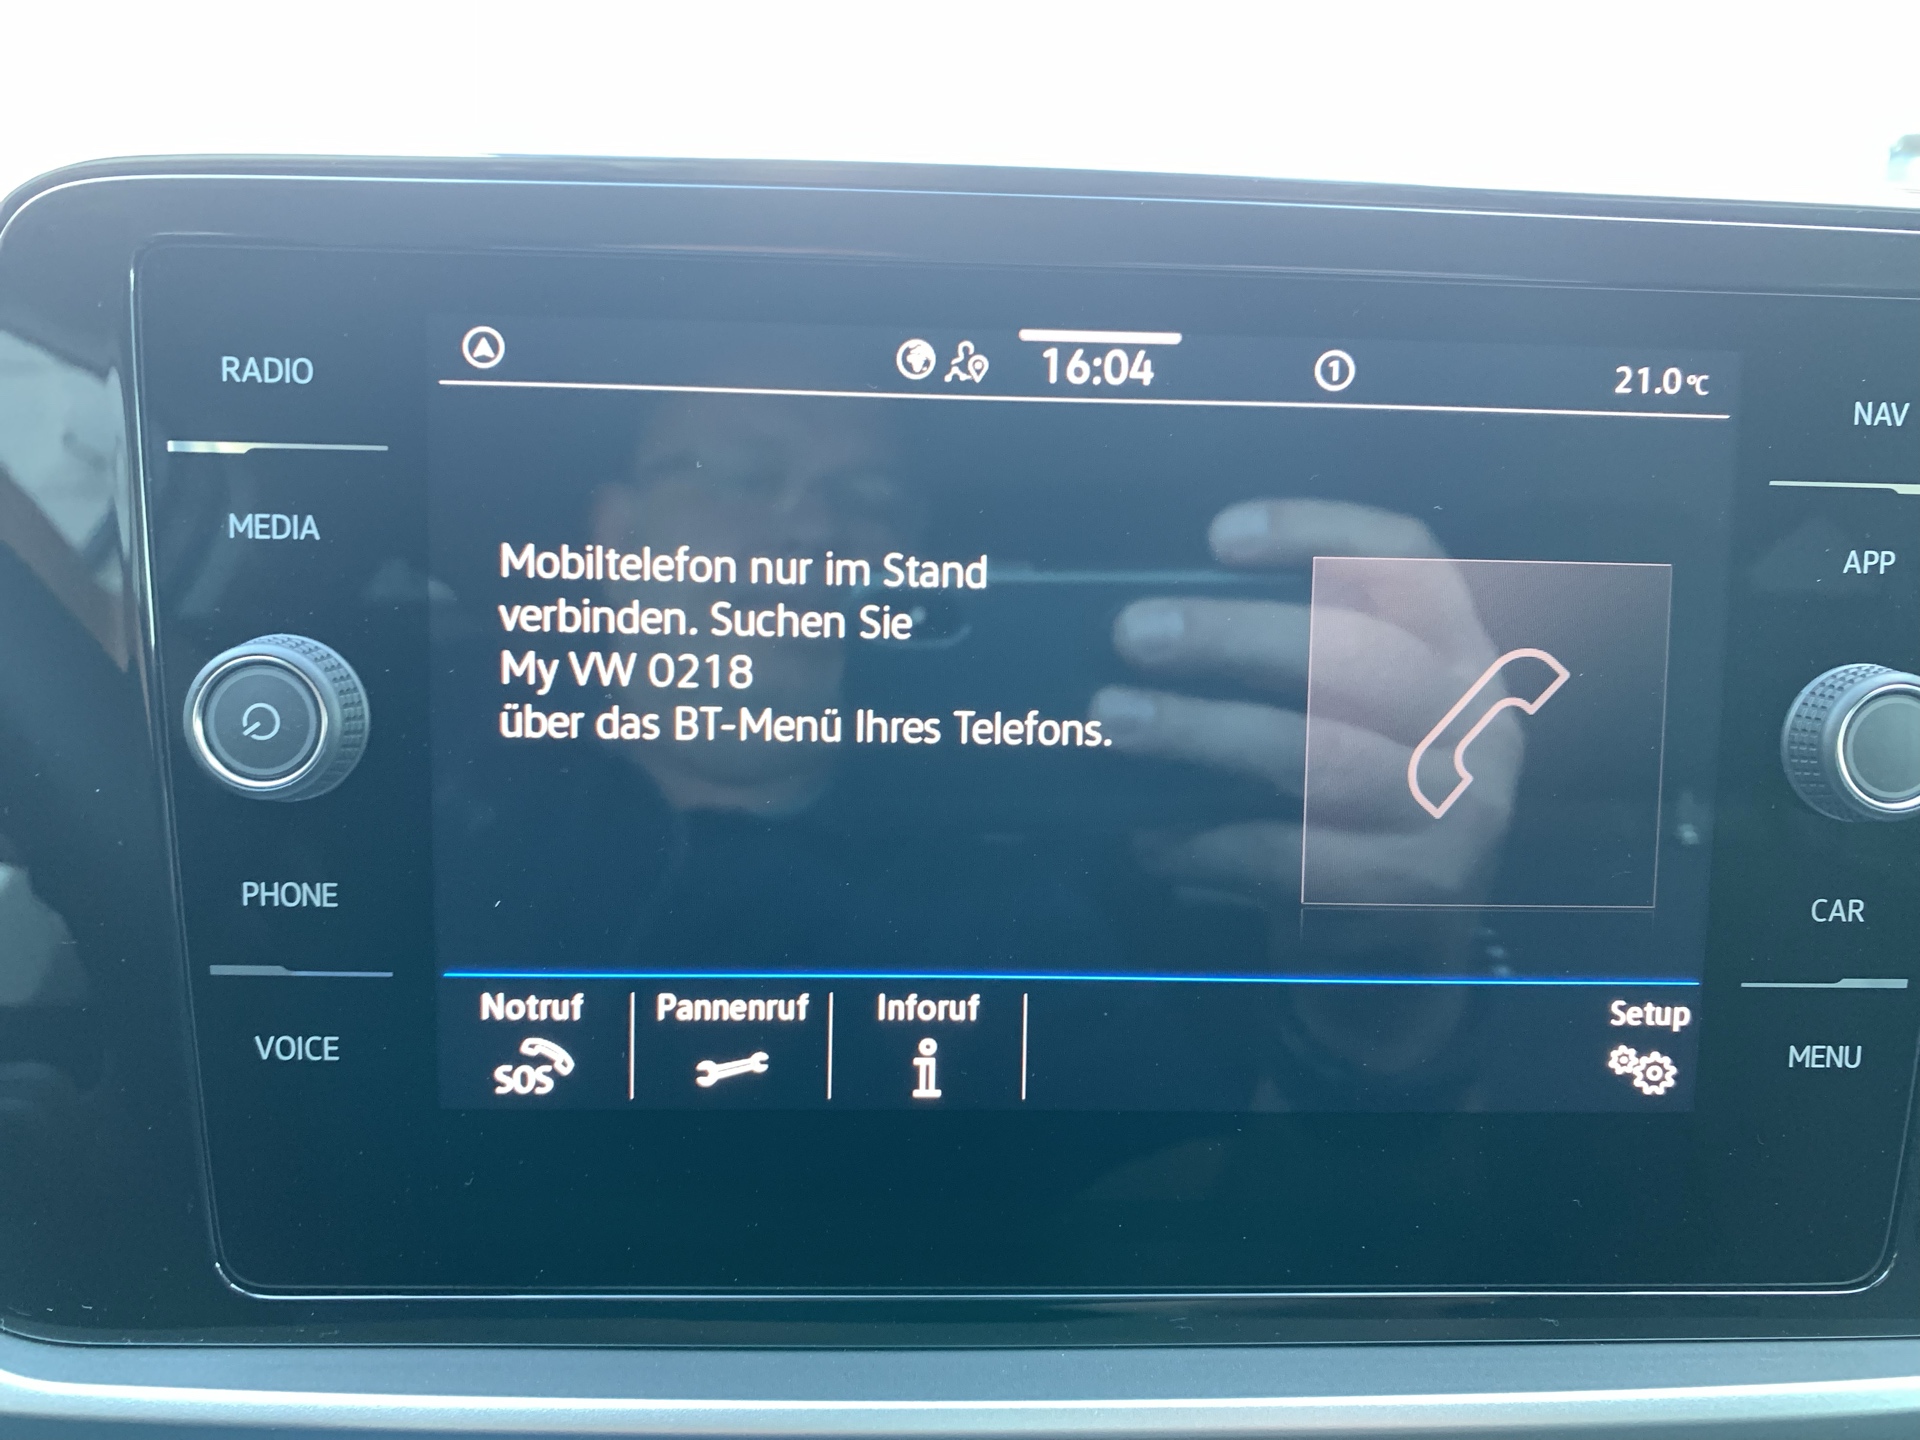 RADIO
MEDIA
PHONE
VOICE
16:04
1
21.0°C
Mobiltelefon nur im Stand
verbinden. Suchen Sie
My VW 0218
über das BT-Menü Ihres Telefons.
Notruf
SOS
Pannenruf
Inforuf
i
Setup
NAV
APP
CAR
MENU